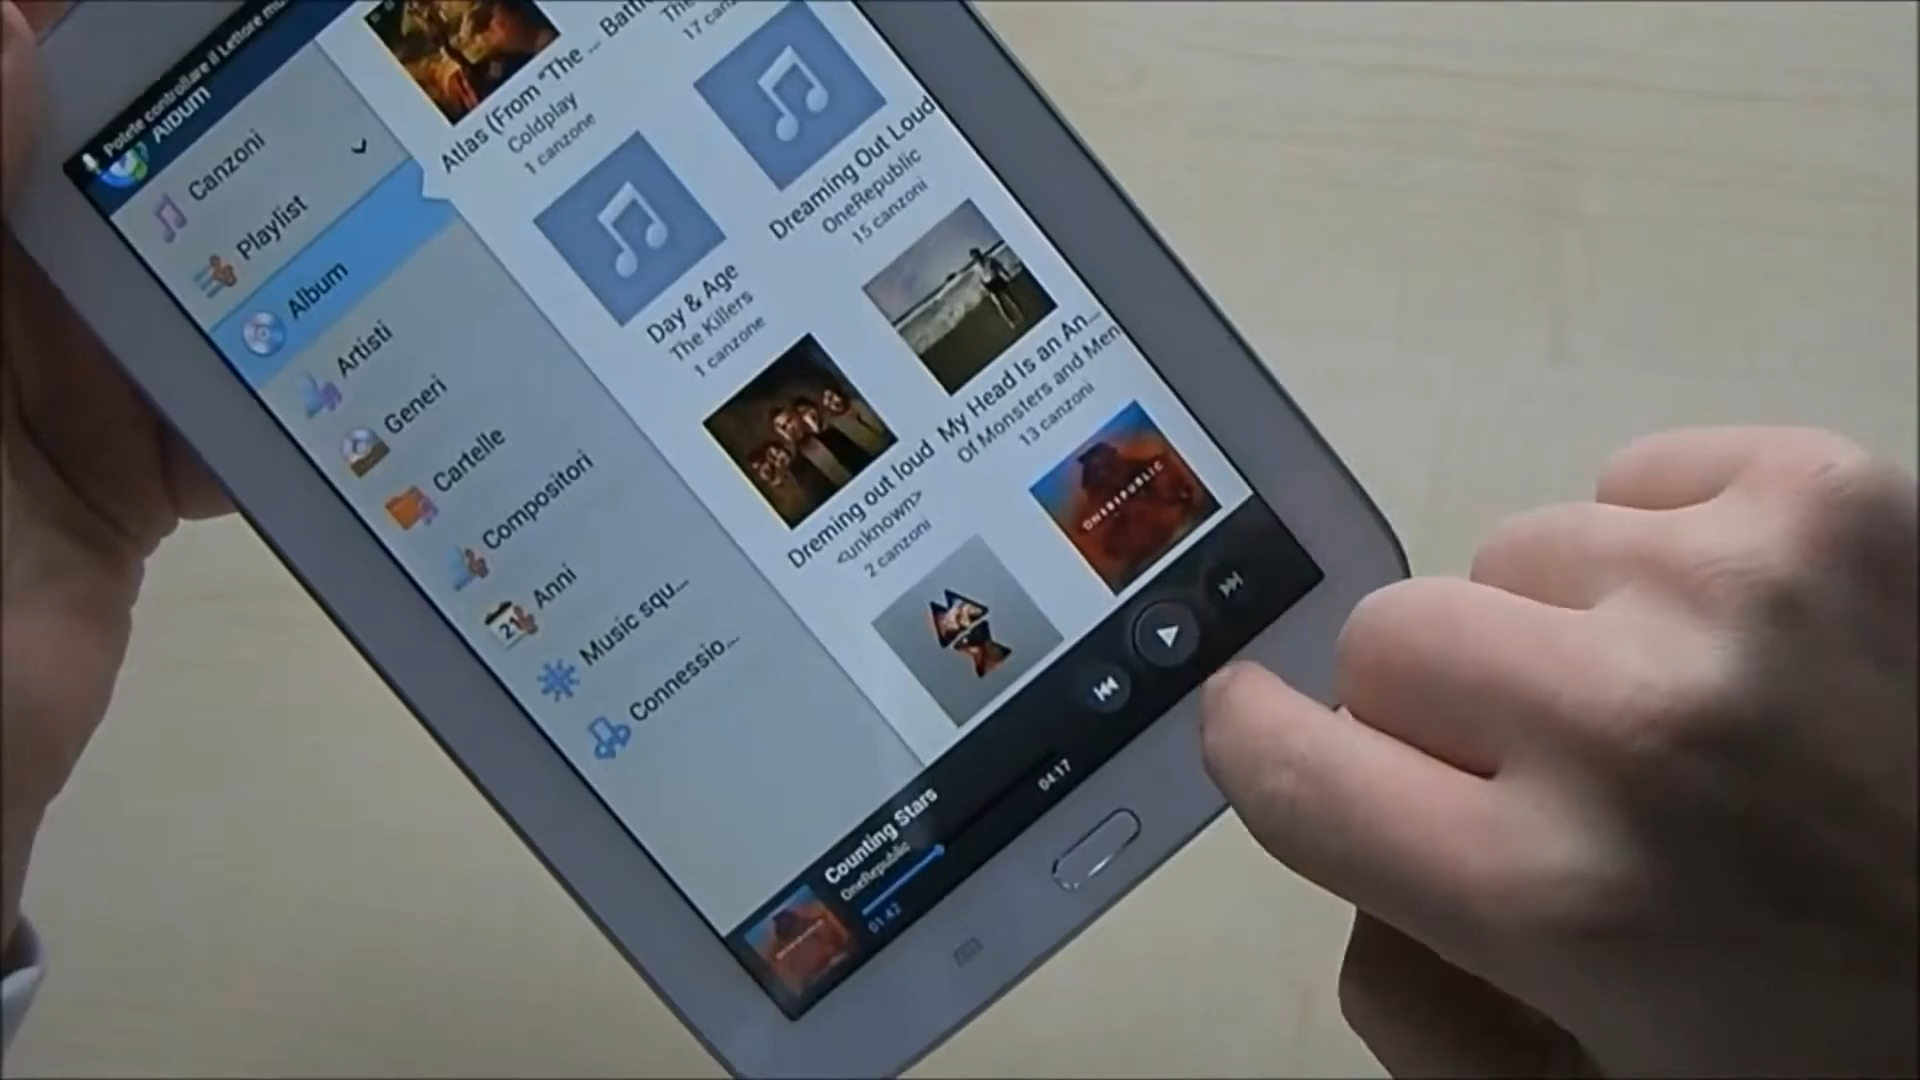 Potete controllare il Lettore mu
Album
Canzoni
Playlist
Album
Artisti
Generi
Cartelle
Compositori
Anni
21
Music squ...
Connessio...
Atlas (From "The ...
Coldplay
1 canzone
Day & Age
The Killers
1 canzone
Dreaming Out Loud
OneRepublic
15 canzoni
Dreming out loud
<unknown>
2 canzoni
My Head Is an An...
Of Monsters and Men
13 canzoni
ONEREPUBLIC
Counting Stars
OneRepublic
01:42
04:17